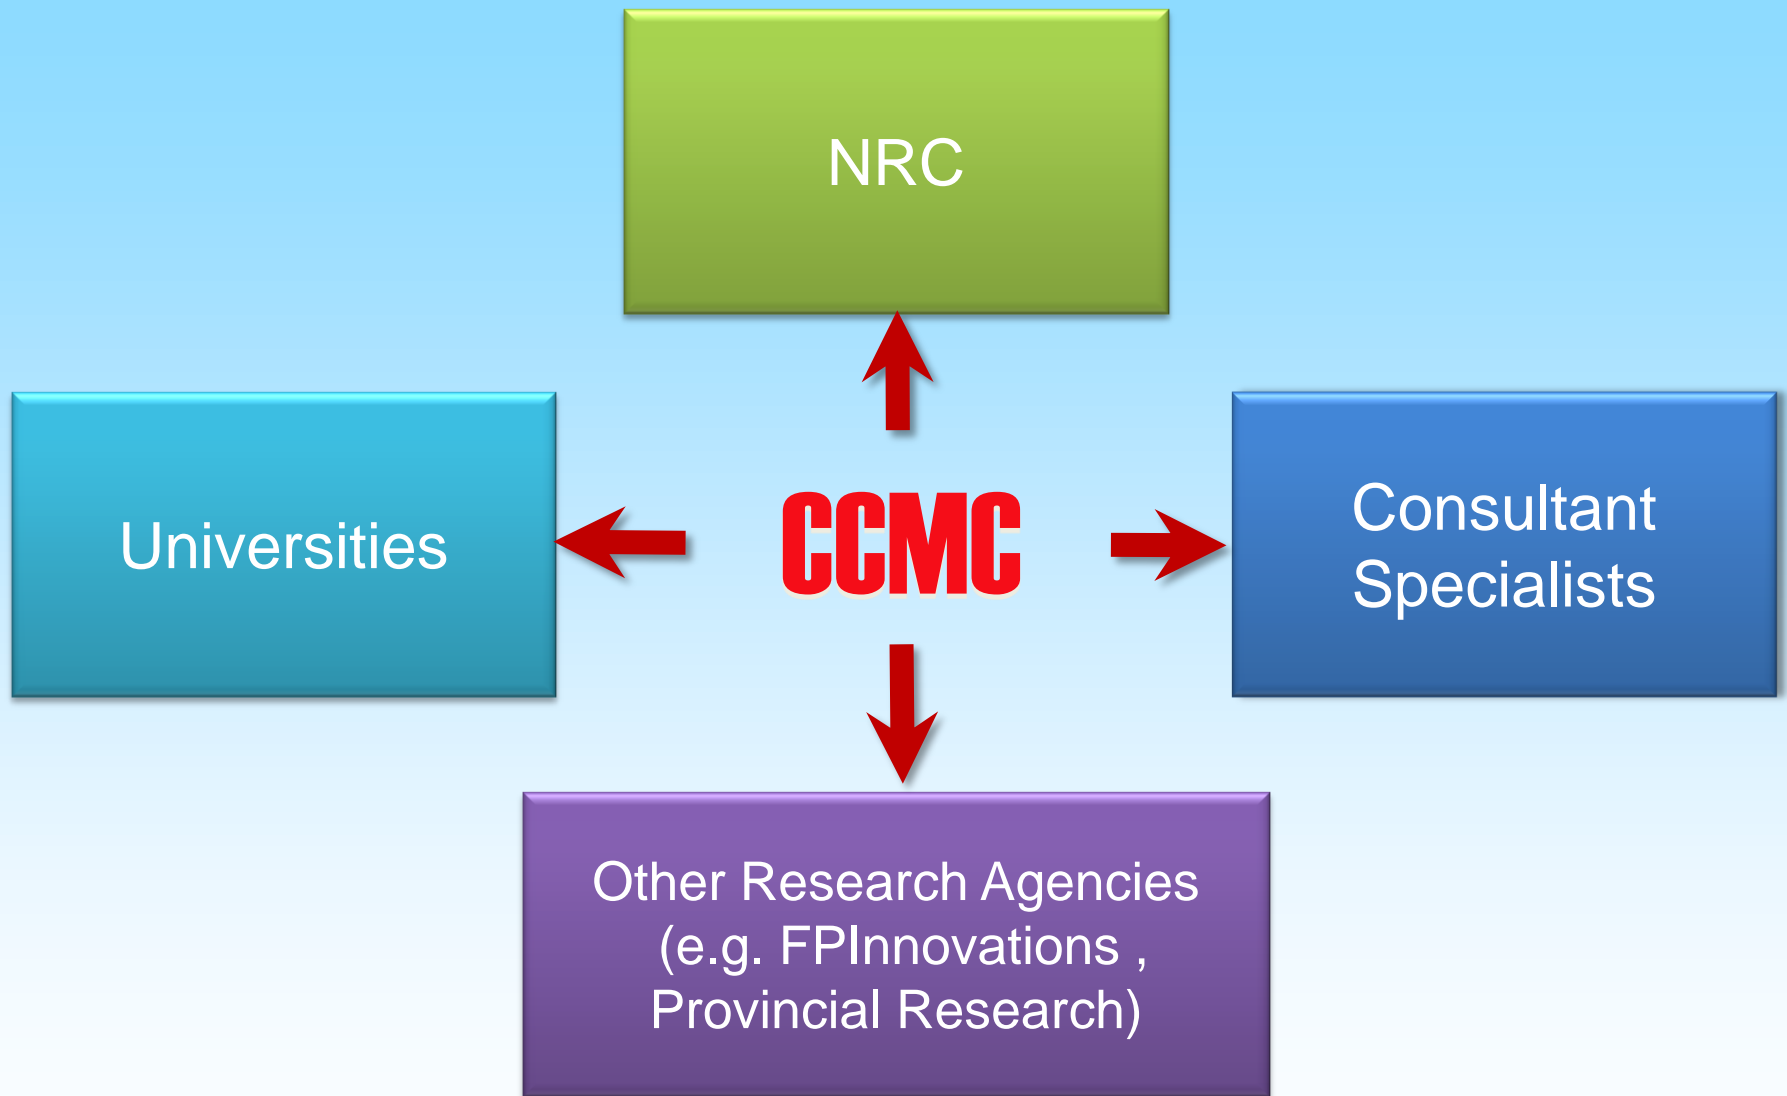 NRC
Universities
CCMC
Consultant
Specialists
Other Research Agencies
(e.g. FPInnovations ,
Provincial Research)